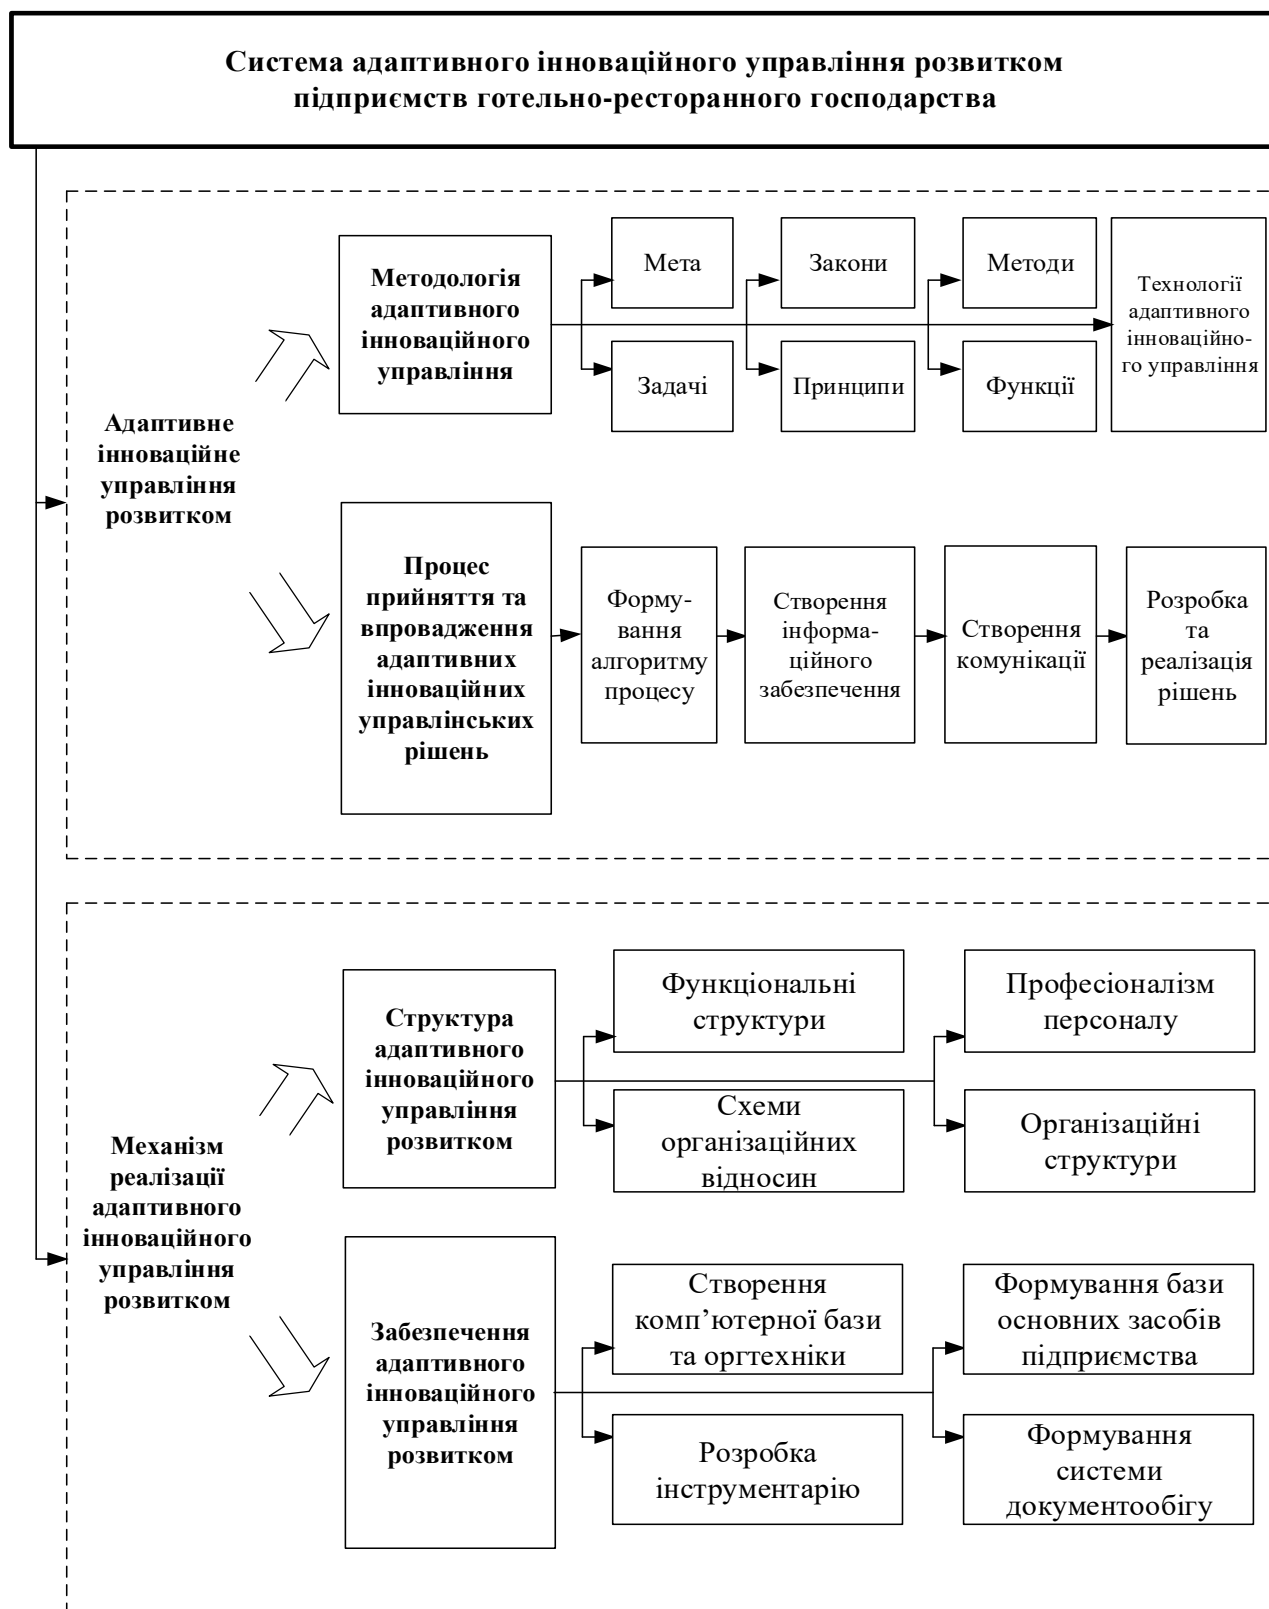 Система адаптивного інноваційного управління розвитком
підприємств готельно-ресторанного господарства
Адаптивне
інноваційне
управління
розвитком
Методологія
адаптивного
інноваційного
управління
Мета
Задачі
Закони
Принципи
Методи
Функції
Технології
адаптивного
інноваційно-
го управління
Процес
прийняття та
впровадження
адаптивних
інноваційних
управлінських
рішень
Форму-
вання
алгоритму
процесу
Створення
інформа-
ційного
забезпечення
Створення
комунікації
Розробка
та
реалізація
рішень
Механізм
реалізації
адаптивного
інноваційного
управління
розвитком
Структура
адаптивного
інноваційного
управління
розвитком
Функціональні
структури
Схеми
організаційних
відносин
Професіоналізм
персоналу
Організаційні
структури
Забезпечення
адаптивного
інноваційного
управління
розвитком
Створення
комп’ютерної бази
та оргтехніки
Розробка
інструментарію
Формування бази
основних засобів
підприємства
Формування
системи
документообігу